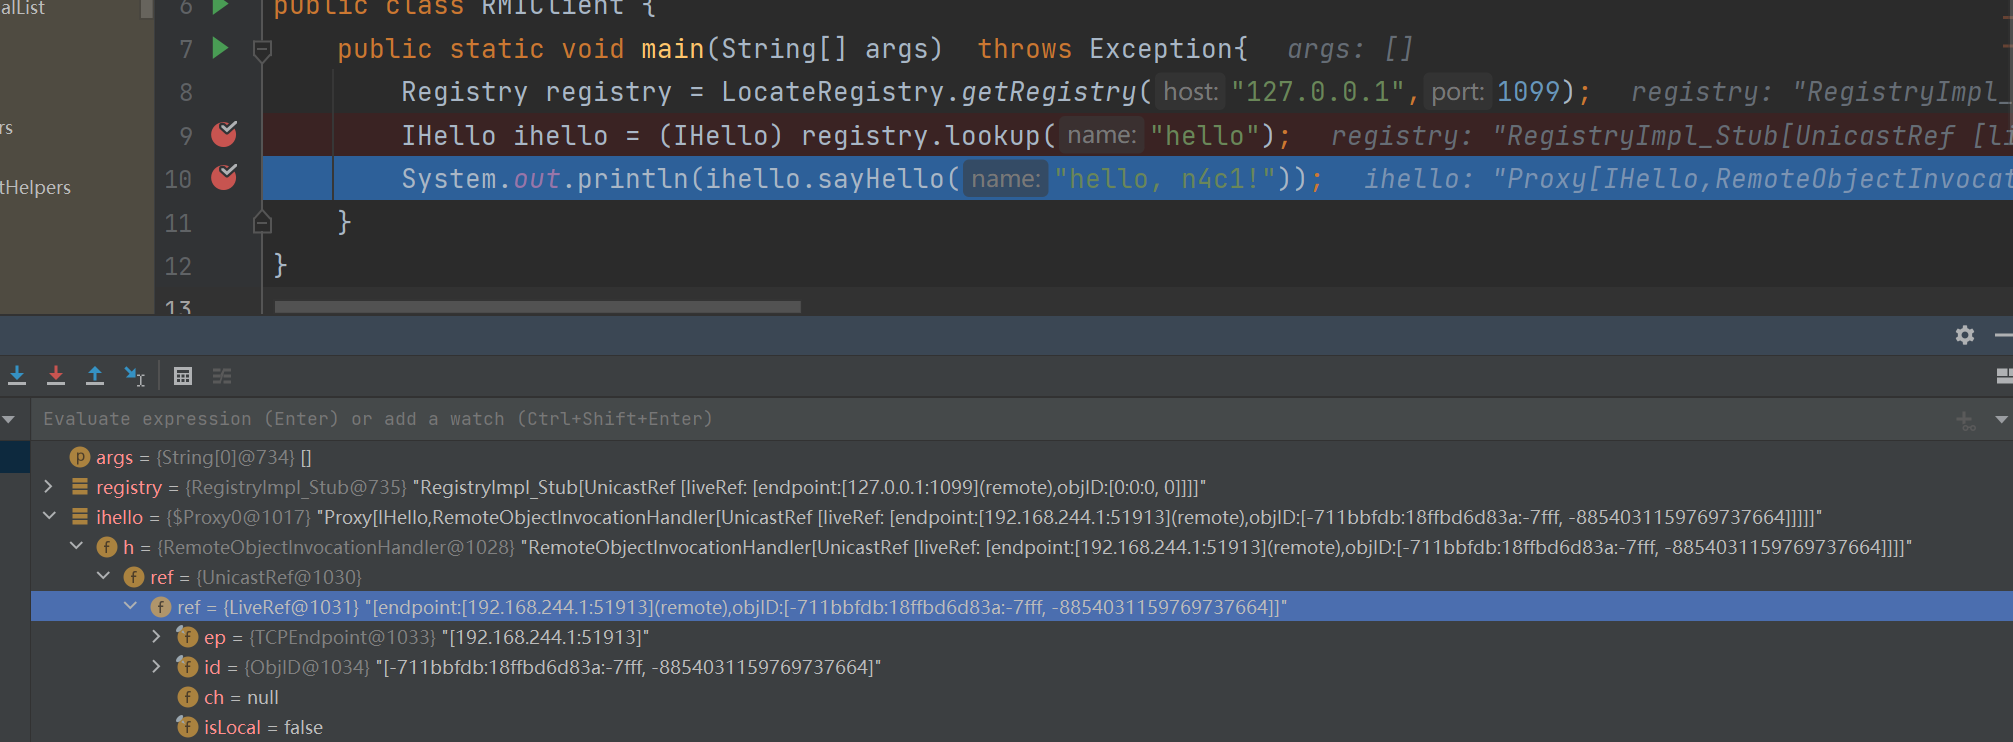 alList
6 public class RMIClient {
7 public static void main(String[] args)  throws Exception{ args: []
8 Registry registry = LocateRegistry.getRegistry( host: "127.0.0.1", port: 1099); registry: "RegistryImpl_
rs
9 IHello ihello = (IHello) registry.lookup( name: "hello"); registry: "RegistryImpl_Stub[UnicastRef [li
10 System.out.println(ihello.sayHello( name: "hello, n4c1!")); ihello: "Proxy[IHello,RemoteObjectInvocat
tHelpers
11 }
12 }
13
Evaluate expression (Enter) or add a watch (Ctrl+Shift+Enter)
p args = {String[0]@734} []
registry = {RegistryImpl_Stub@735} "RegistryImpl_Stub[UnicastRef [liveRef: [endpoint:[127.0.0.1:1099](remote),objID:[0:0:0, 0]]]]"
ihello = {$Proxy0@1017} "Proxy[IHello,RemoteObjectInvocationHandler[UnicastRef [liveRef: [endpoint:[192.168.244.1:51913](remote),objID:[-711bbfdb:18ffbd6d83a:-7fff, -8854031159769737664]]]]]"
f h = {RemoteObjectInvocationHandler@1028} "RemoteObjectInvocationHandler[UnicastRef [liveRef: [endpoint:[192.168.244.1:51913](remote),objID:[-711bbfdb:18ffbd6d83a:-7fff, -8854031159769737664]]]]"
f ref = {UnicastRef@1030}
f ref = {LiveRef@1031} "[endpoint:[192.168.244.1:51913](remote),objID:[-711bbfdb:18ffbd6d83a:-7fff, -8854031159769737664]]"
f ep = {TCPEndpoint@1033} "[192.168.244.1:51913]"
f id = {ObjID@1034} "[-711bbfdb:18ffbd6d83a:-7fff, -8854031159769737664]"
f ch = null
f isLocal = false